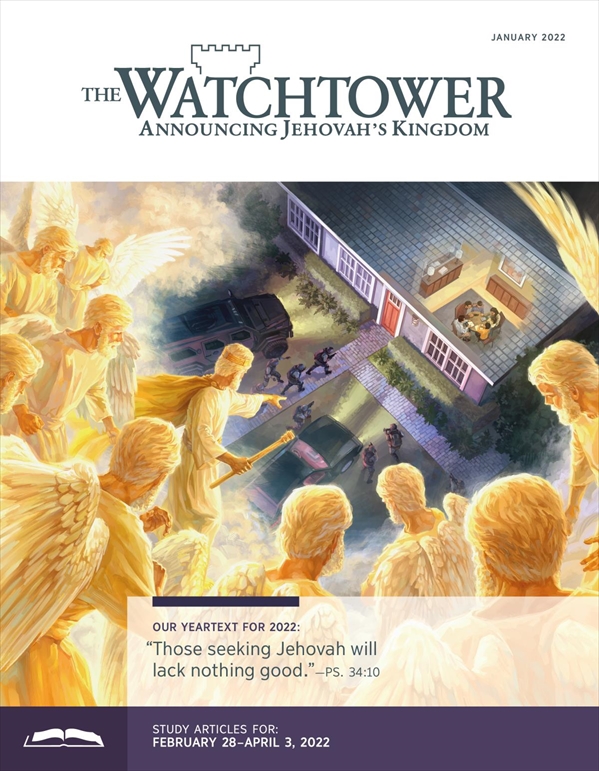 JANUARY 2022
THE WATCHTOWER
ANNOUNCING JEHOVAH'S KINGDOM
OUR YEARTEXT FOR 2022:
“Those seeking Jehovah will
lack nothing good.”—PS. 34:10
STUDY ARTICLES FOR:
FEBRUARY 28–APRIL 3, 2022